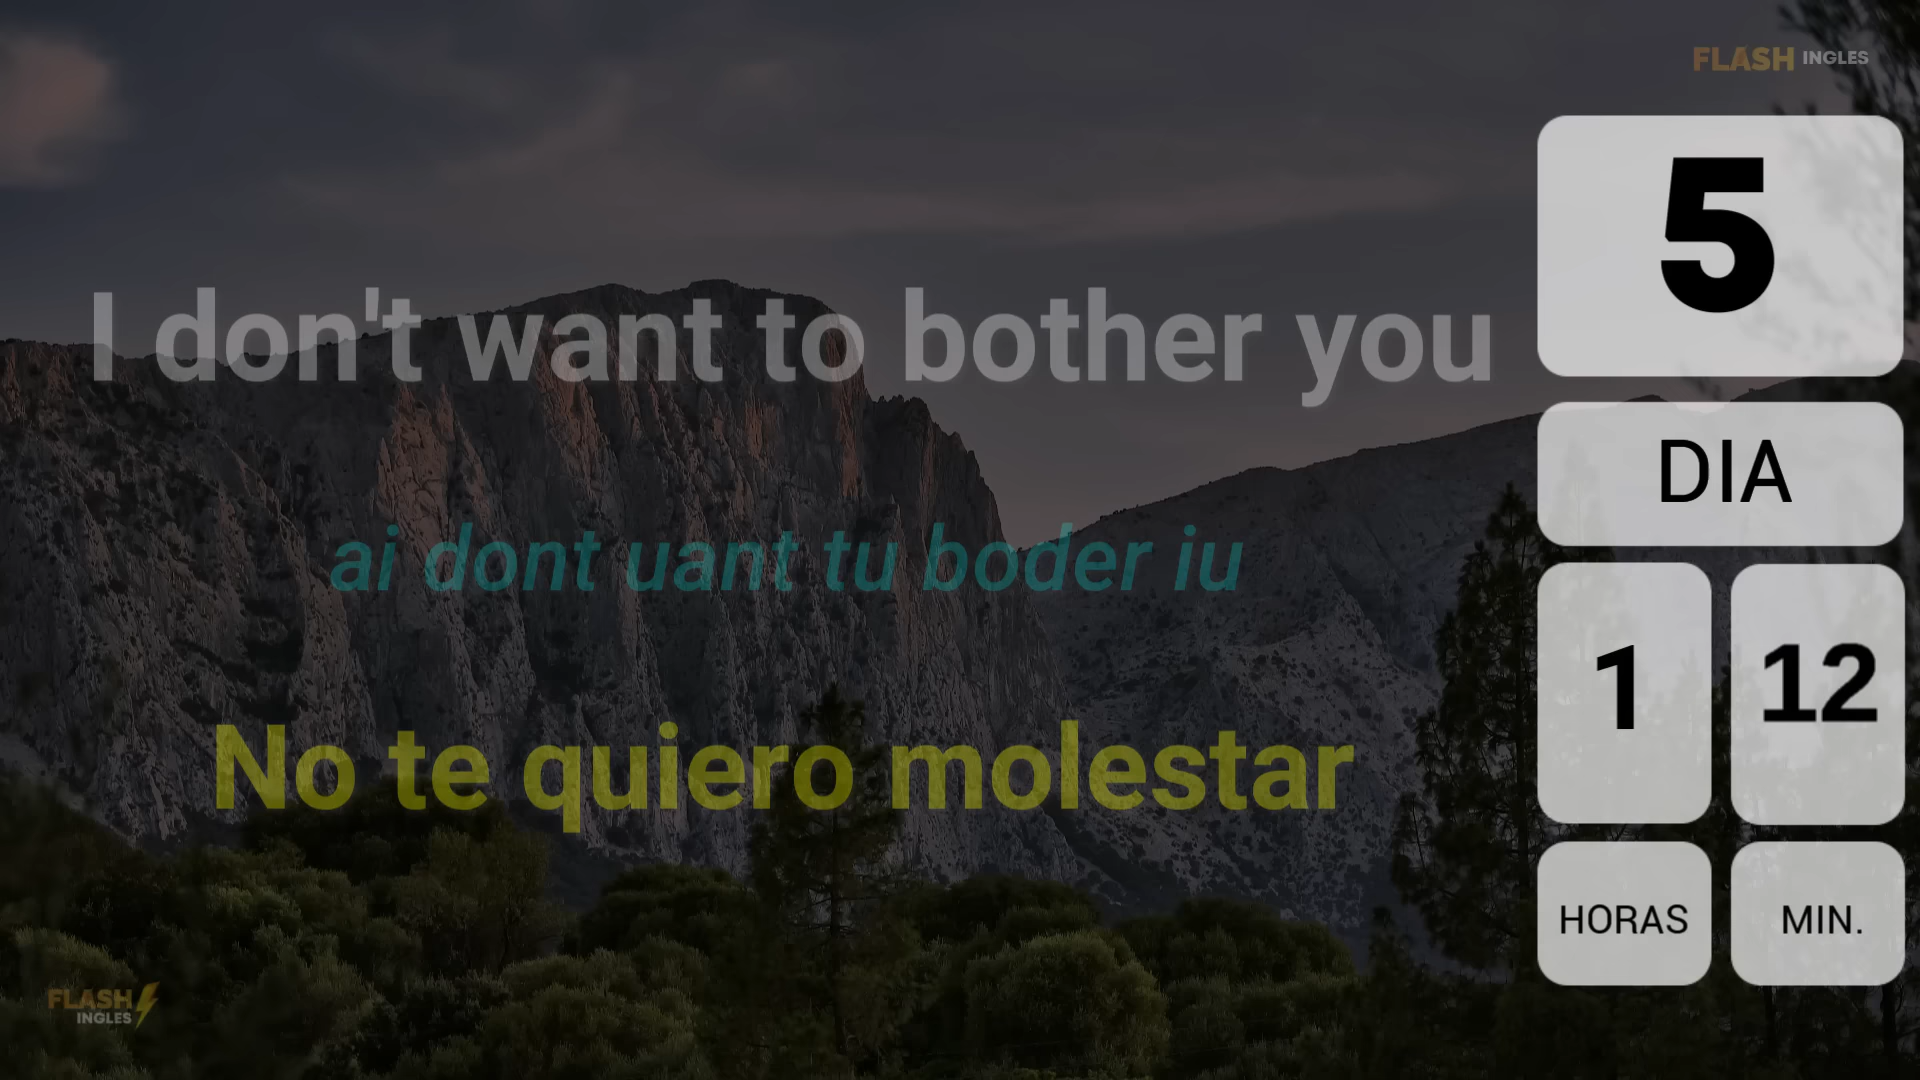 FLASH INGLES
I don't want to bother you
ai dont uant tu boder iu
No te quiero molestar
5
DIA
1
12
HORAS
MIN.
FLASH
INGLES